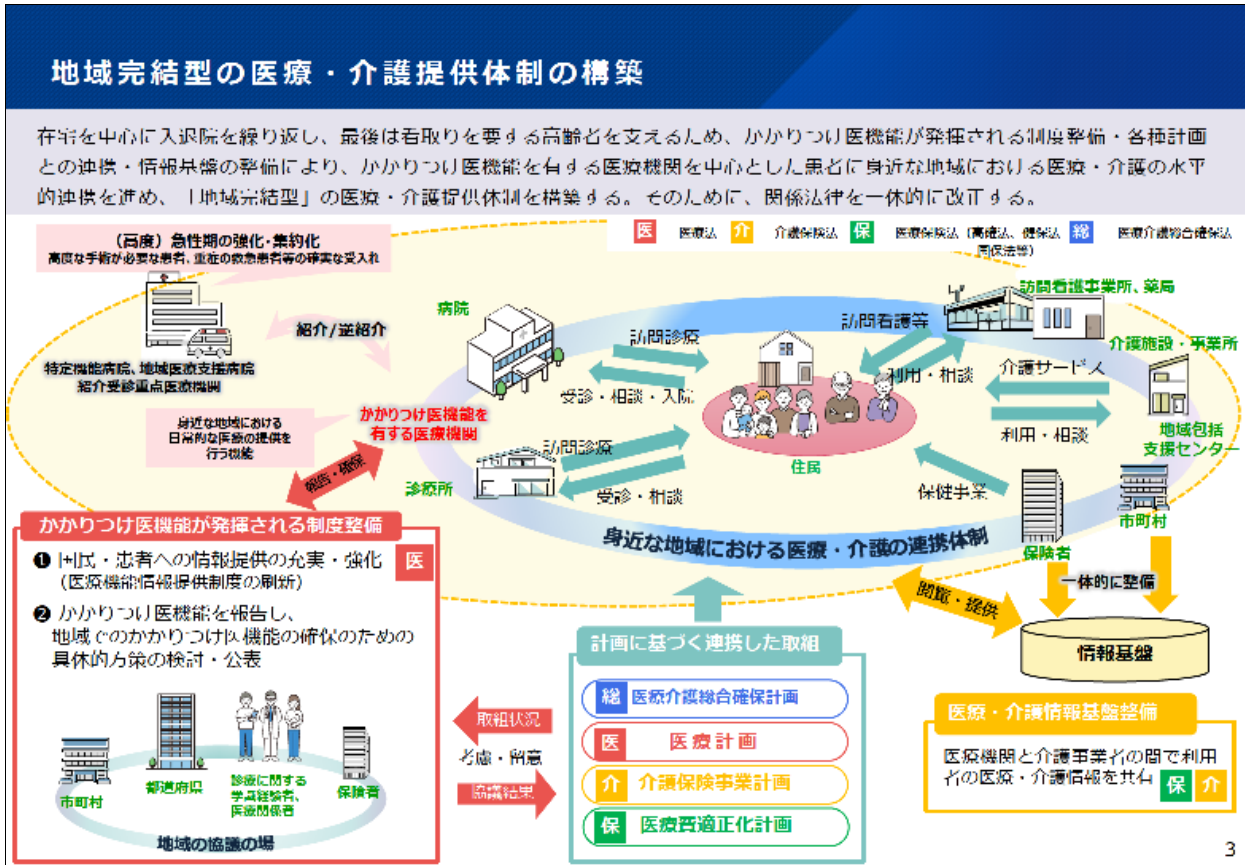 地域完結型の医療・介護提供体制の構築
在宅を中心に入退院を繰り返し、最後は看取りを要する高齢者を支えるため、かかりつけ医機能が発揮される制度整備・各種計画
との連携・情報基盤の整備により、かかりつけ医機能を有する医療機関を中心とした患者に身近な地域における医療・介護の水平
的連携を進め、「地域完結型」の医療・介護提供体制を構築する。そのために、関係法律を一体的に改正する。
医 医療法 介 介護保険法 保 医療保険法（高確法、健保法、 総 医療介護総合確保法
国保法等）
（高度）急性期の強化・集約化
高度な手術が必要な患者、重症の救急患者等の確実な受入れ
特定機能病院、地域医療支援病院
紹介受診重点医療機関
紹介/逆紹介
病院
訪問診療
受診・相談・入院
訪問看護等
利用・相談
訪問看護事業所、薬局
介護施設・事業所
介護サービス
利用・相談
地域包括
支援センター
身近な地域における
日常的な医療の提供を
行う機能
かかりつけ医機能を
有する医療機関
報告・確保
診療所
訪問診療
受診・相談
住民
保健事業
保険者
市町村
身近な地域における医療・介護の連携体制
かかりつけ医機能が発揮される制度整備
❶ 国民・患者への情報提供の充実・強化
（医療機能情報提供制度の刷新）
医
❷ かかりつけ医機能を報告し、
地域でのかかりつけ医機能の確保のための
具体的方策の検討・公表
市町村
都道府県
診療に関する
学識経験者、
医療関係者
保険者
地域の協議の場
取組状況
考慮・留意
協議結果
計画に基づく連携した取組
総 医療介護総合確保計画
医 医療計画
介 介護保険事業計画
保 医療費適正化計画
閲覧・提供
一体的に整備
情報基盤
医療・介護情報基盤整備
医療機関と介護事業者の間で利用
者の医療・介護情報を共有
保 介
3